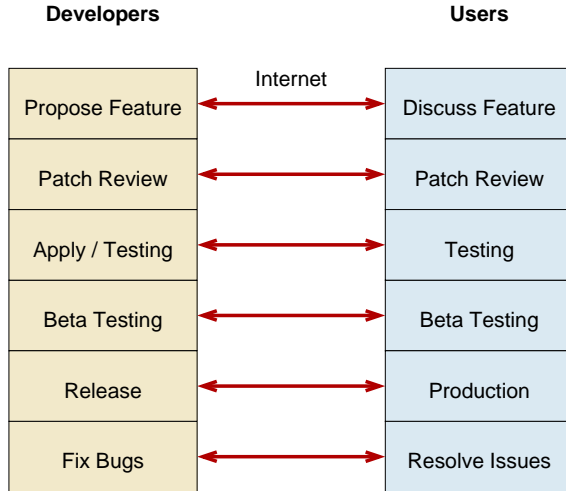 Developers Users
Internet
Propose Feature Discuss Feature
Patch Review Patch Review
Apply / Testing Testing
Beta Testing Beta Testing
Release Production
Fix Bugs Resolve Issues